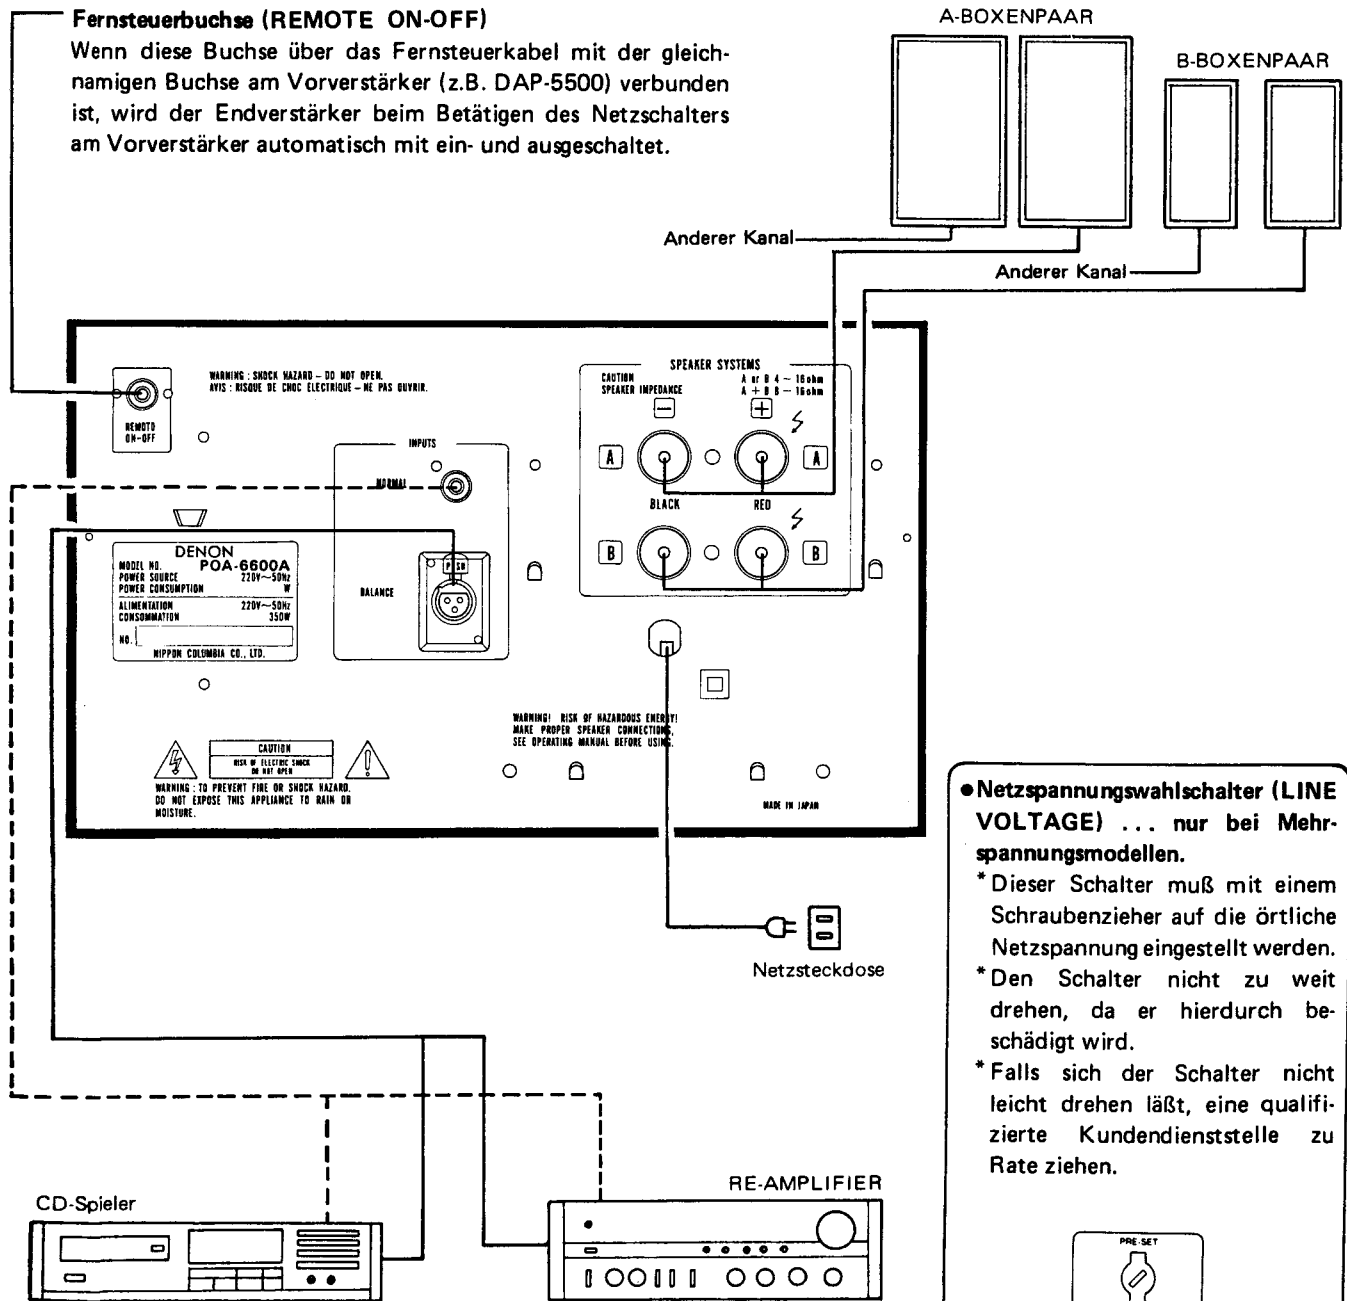 Fernsteuerbuchse (REMOTE ON-OFF)
Wenn diese Buchse über das Fernsteuerkabel mit der gleich-
namigen Buchse am Vorverstärker (z.B. DAP-5500) verbunden
ist, wird der Endverstärker beim Betätigen des Netzschalters
am Vorverstärker automatisch mit ein- und ausgeschaltet.
A-BOXENPAAR
B-BOXENPAAR
Anderer Kanal
Anderer Kanal
WARNING : SHOCK HAZARD – DO NOT OPEN.
AVIS : RISQUE DE CHOC ELECTRIQUE – NE PAS OUVRIR.
REMOTO
ON-OFF
SPEAKER SYSTEMS
CAUTION
SPEAKER IMPEDANCE
A or B 4 ~ 16ohm
A + B 8 ~ 16ohm
A
A
BLACK
RED
B
B
INPUTS
NORMAL
BALANCE
PUSH
DENON
MODEL NO. POA-6600A
POWER SOURCE 220V~50Hz
POWER CONSUMPTION W
ALIMENTATION 220V~50Hz
CONSOMMATION 350W
NO.
NIPPON COLUMBIA CO., LTD.
WARNING! RISK OF HAZARDOUS ENERGY!
MAKE PROPER SPEAKER CONNECTIONS,
SEE OPERATING MANUAL BEFORE USING.
CAUTION
RISK OF ELECTRIC SHOCK
DO NOT OPEN
WARNING : TO PREVENT FIRE OR SHOCK HAZARD.
DO NOT EXPOSE THIS APPLIANCE TO RAIN OR
MOISTURE.
MADE IN JAPAN
Netzsteckdose
●Netzspannungswahlschalter (LINE
VOLTAGE) ... nur bei Mehr-
spannungsmodellen.
*Dieser Schalter muß mit einem
Schraubenzieher auf die örtliche
Netzspannung eingestellt werden.
*Den Schalter nicht zu weit
drehen, da er hierdurch be-
schädigt wird.
*Falls sich der Schalter nicht
leicht drehen läßt, eine qualifi-
zierte Kundendienststelle zu
Rate ziehen.
PRE-SET
CD-Spieler
RE-AMPLIFIER